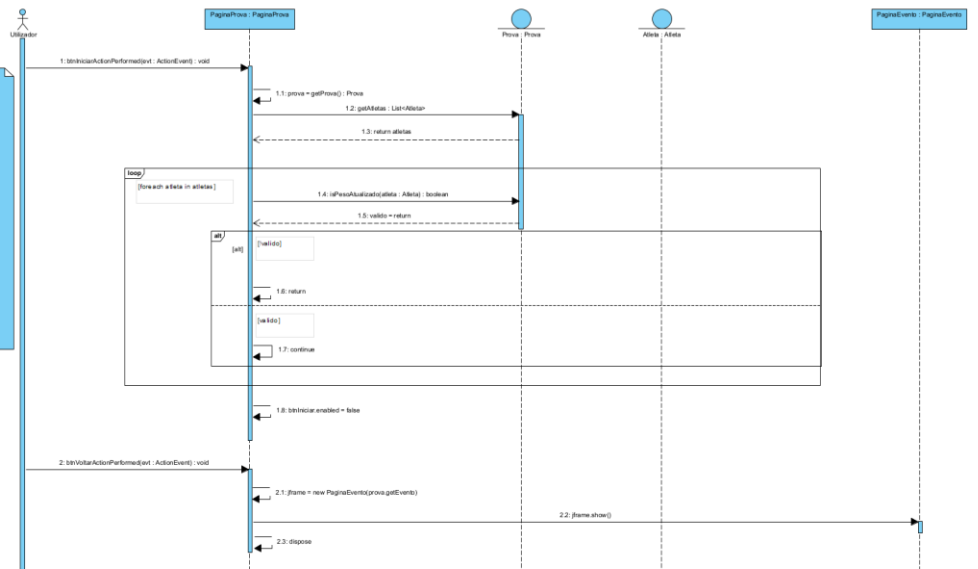 Utilizador
PaginaProva : PaginaProva
Prova : Prova
Atleta : Atleta
PaginaEvento : PaginaEvento
1: btnIniciarActionPerformed(evt : ActionEvent) : void
1.1: prova = getProva() : Prova
1.2: getAtletas : List<Atleta>
1.3: return atletas
loop
[foreach atleta in atletas]
1.4: isPesoAtualizado(atleta : Atleta) : boolean
1.5: valido = return
alt
[alt]
[!valido]
1.6: return
[valido]
1.7: continue
1.8: btnIniciar.enabled = false
2: btnVoltarActionPerformed(evt : ActionEvent) : void
2.1: jframe = new PaginaEvento(prova.getEvento)
2.2: jframe.show()
2.3: dispose